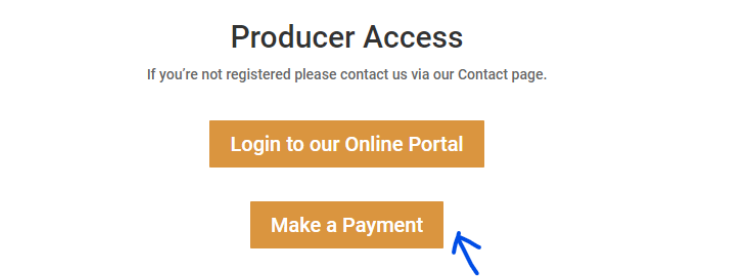 Producer Access
If you're not registered please contact us via our Contact page.
Login to our Online Portal
Make a Payment